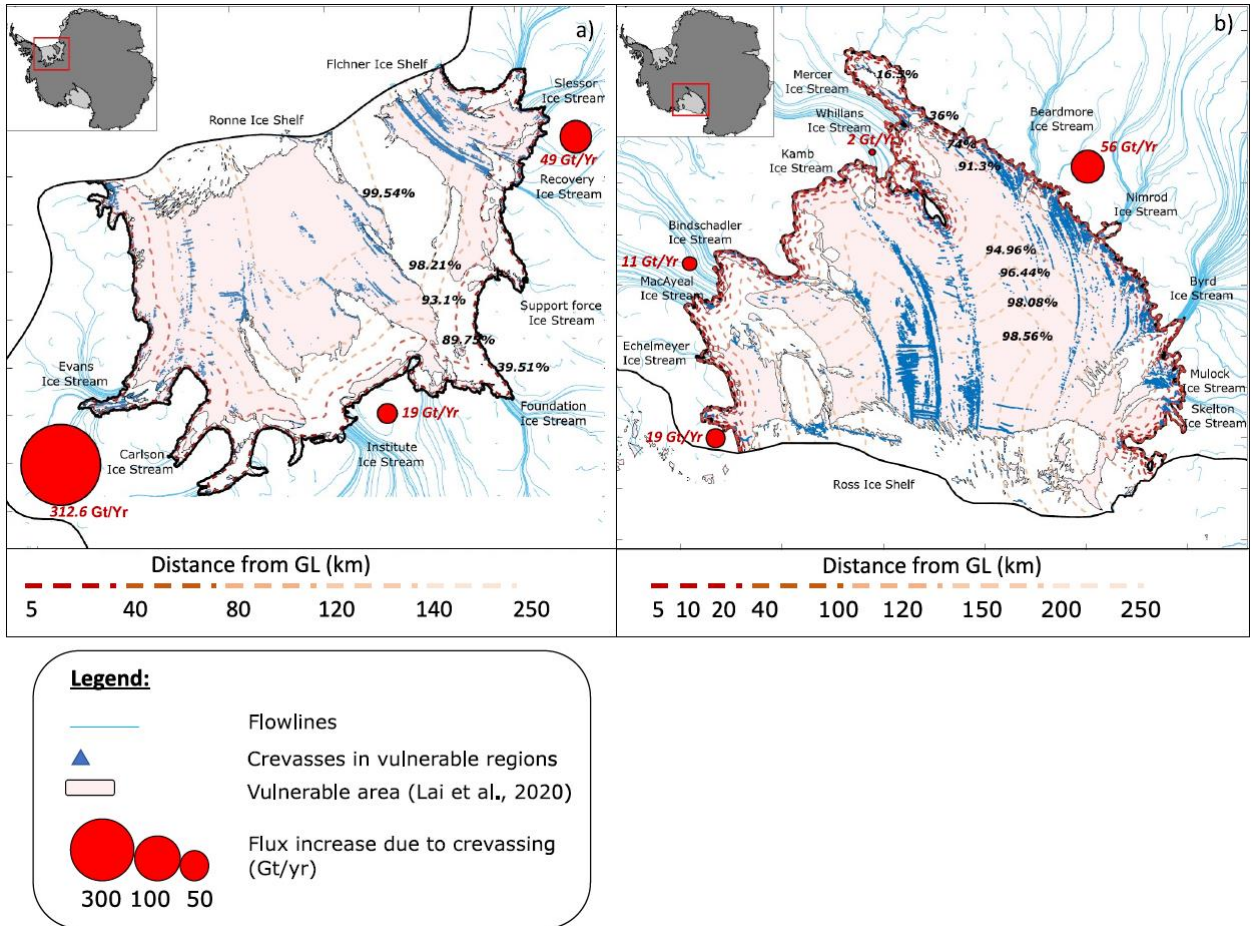 a)
Flchner Ice Shelf
Slessor
Ice Stream
49 Gt/Yr
Recovery
Ice Stream
Ronne Ice Shelf
99.54%
98.21%
93.1%
Support force
Ice Stream
89.75%
39.51%
Evans
Ice Stream
19 Gt/Yr
Foundation
Ice Stream
Institute
Ice Stream
Carlson
Ice Stream
312.6 Gt/Yr
Distance from GL (km)
5 40 80 120 140 250
b)
Mercer
Ice Stream
16.5%
Whillans
Ice Stream
36%
Beardmore
Ice Stream
2 Gt/Yr
74%
56 Gt/Yr
Kamb
Ice Stream
91.3%
Nimrod
Ice Stream
Bindschadler
Ice Stream
94.96%
11 Gt/Yr
96.44%
MacAyeal
Ice Stream
Byrd
Ice Stream
98.08%
98.56%
Echelmeyer
Ice Stream
Mulock
Ice Stream
Skelton
Ice Stream
19 Gt/Yr
Ross Ice Shelf
Distance from GL (km)
5 10 20 40 100 120 150 200 250
Legend:
Flowlines
Crevasses in vulnerable regions
Vulnerable area (Lai et al., 2020)
Flux increase due to crevassing
(Gt/yr)
300 100 50